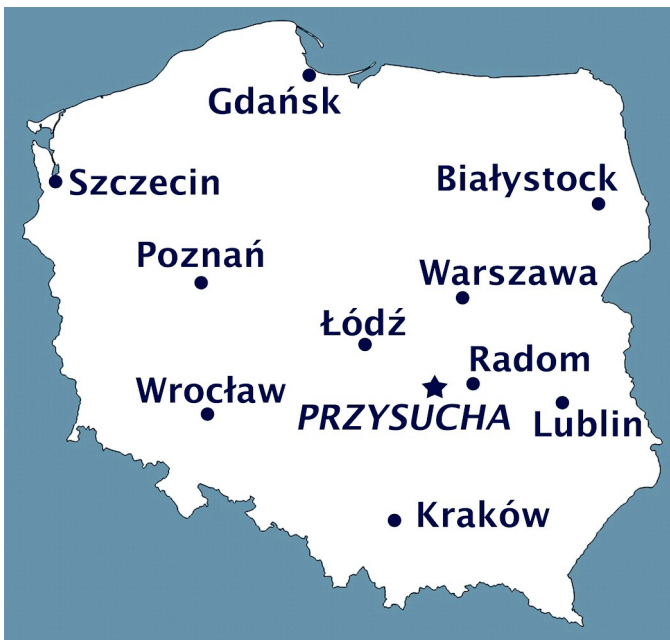 Gdańsk
Szczecin
Białystock
Poznań
Warszawa
Łódź
Radom
Wrocław
PRZYSUCHA
Lublin
Kraków